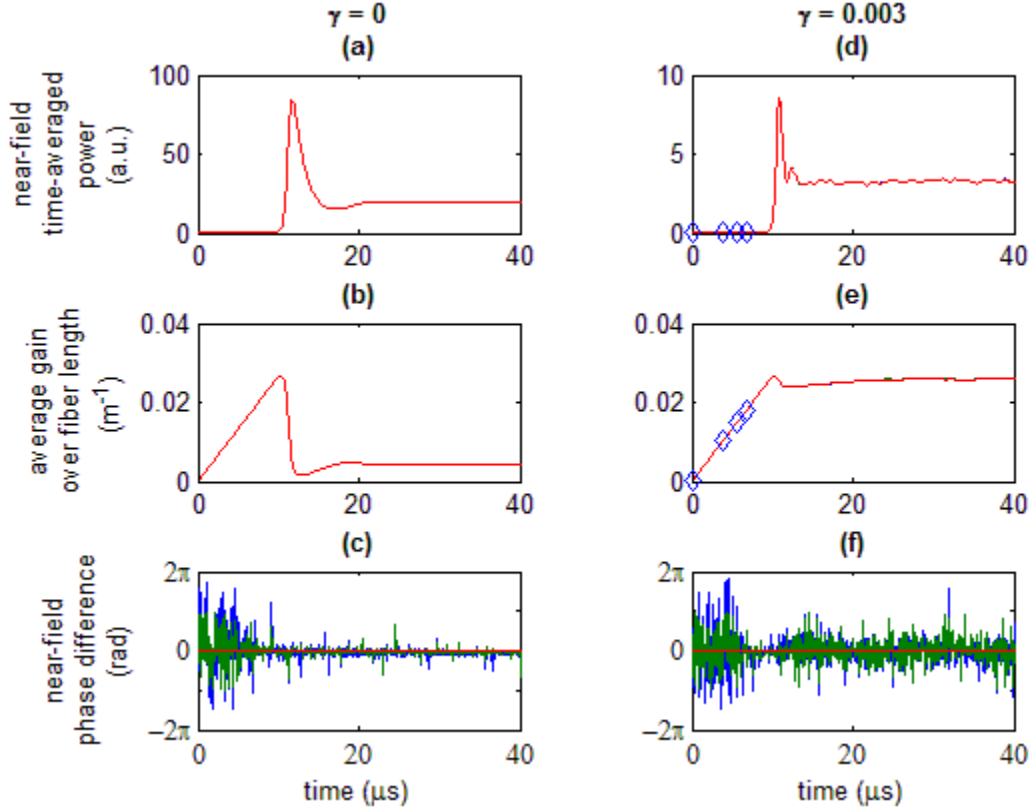 γ = 0
γ = 0.003
(a)
(d)
near-field
time-averaged
power
(a.u.)
100
50
0
0
20
40
10
5
0
0
20
40
(b)
(e)
average gain
over fiber length
(m⁻¹)
0.04
0.02
0
0
20
40
0.04
0.02
0
0
20
40
(c)
(f)
near-field
phase difference
(rad)
2π
0
−2π
0
20
40
2π
0
−2π
0
20
40
time (μs)
time (μs)